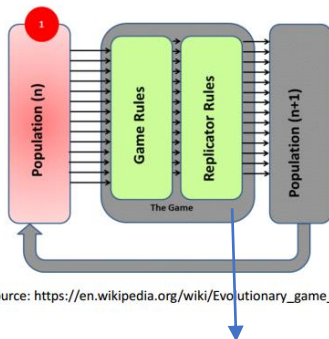 1
Population (n)
Game Rules
Replicator Rules
Population (n+1)
The Game
urce: https://en.wikipedia.org/wiki/Evolutionary_game_